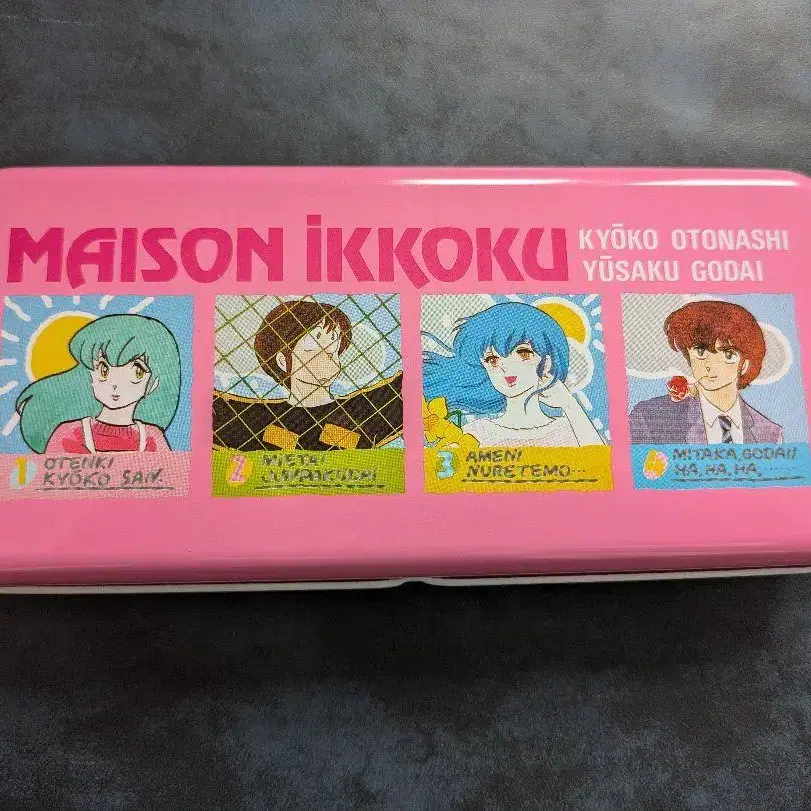 MAISON İKKOKU
KYŌKO OTONASHI
YŪSAKU GODAI
1 OTENKI
KYŌKO SAN.
2
3 AMENI
NURETEMO...
4 MITAKA, GODAI!
HA, HA, HA, ......